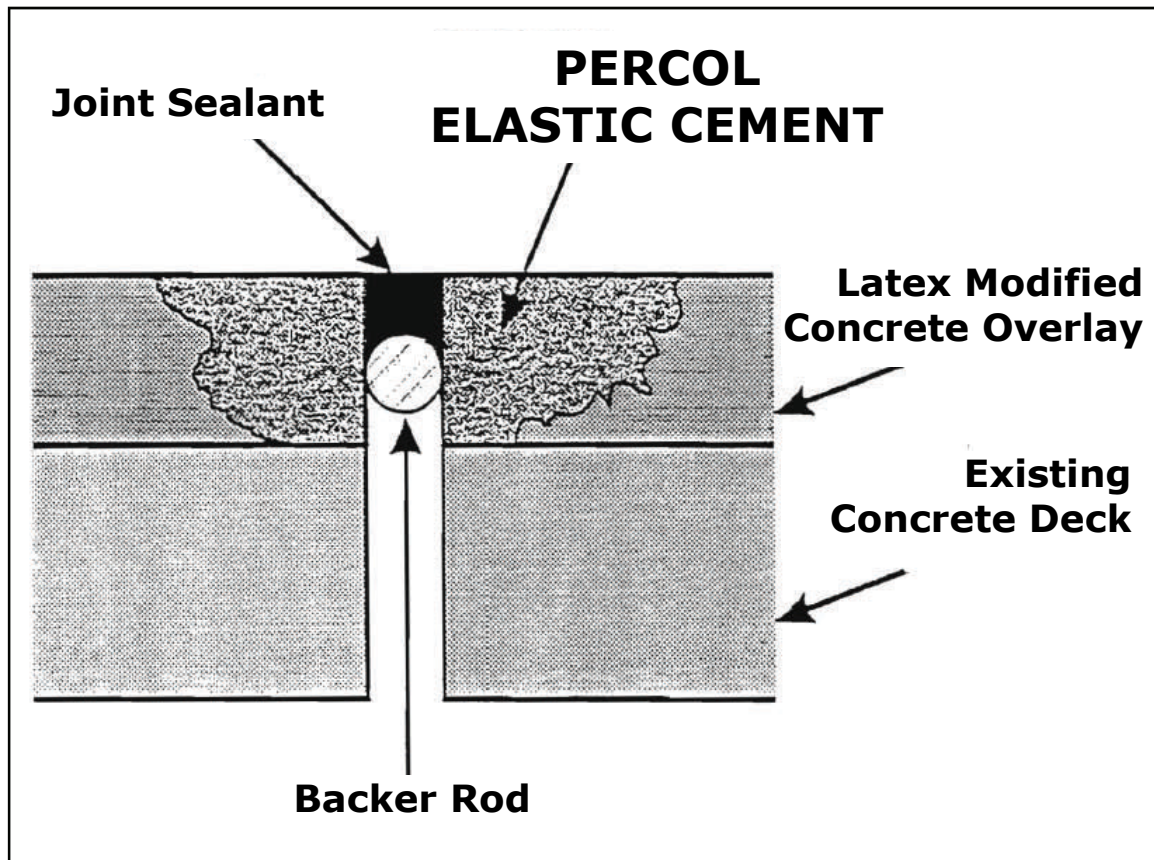 PERCOL
ELASTIC CEMENT
Joint Sealant
Latex Modified
Concrete Overlay
Existing
Concrete Deck
Backer Rod